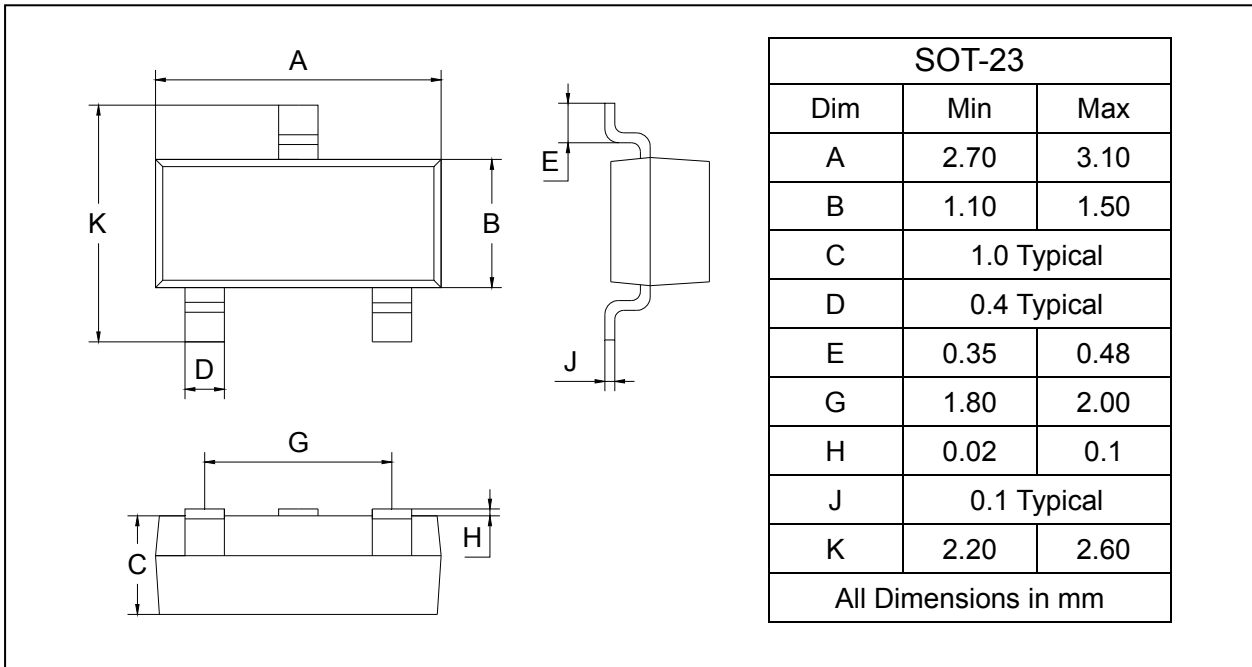 A
K
B
D
E
J
G
H
C
SOT-23
Dim Min Max
A 2.70 3.10
B 1.10 1.50
C 1.0 Typical
D 0.4 Typical
E 0.35 0.48
G 1.80 2.00
H 0.02 0.1
J 0.1 Typical
K 2.20 2.60
All Dimensions in mm